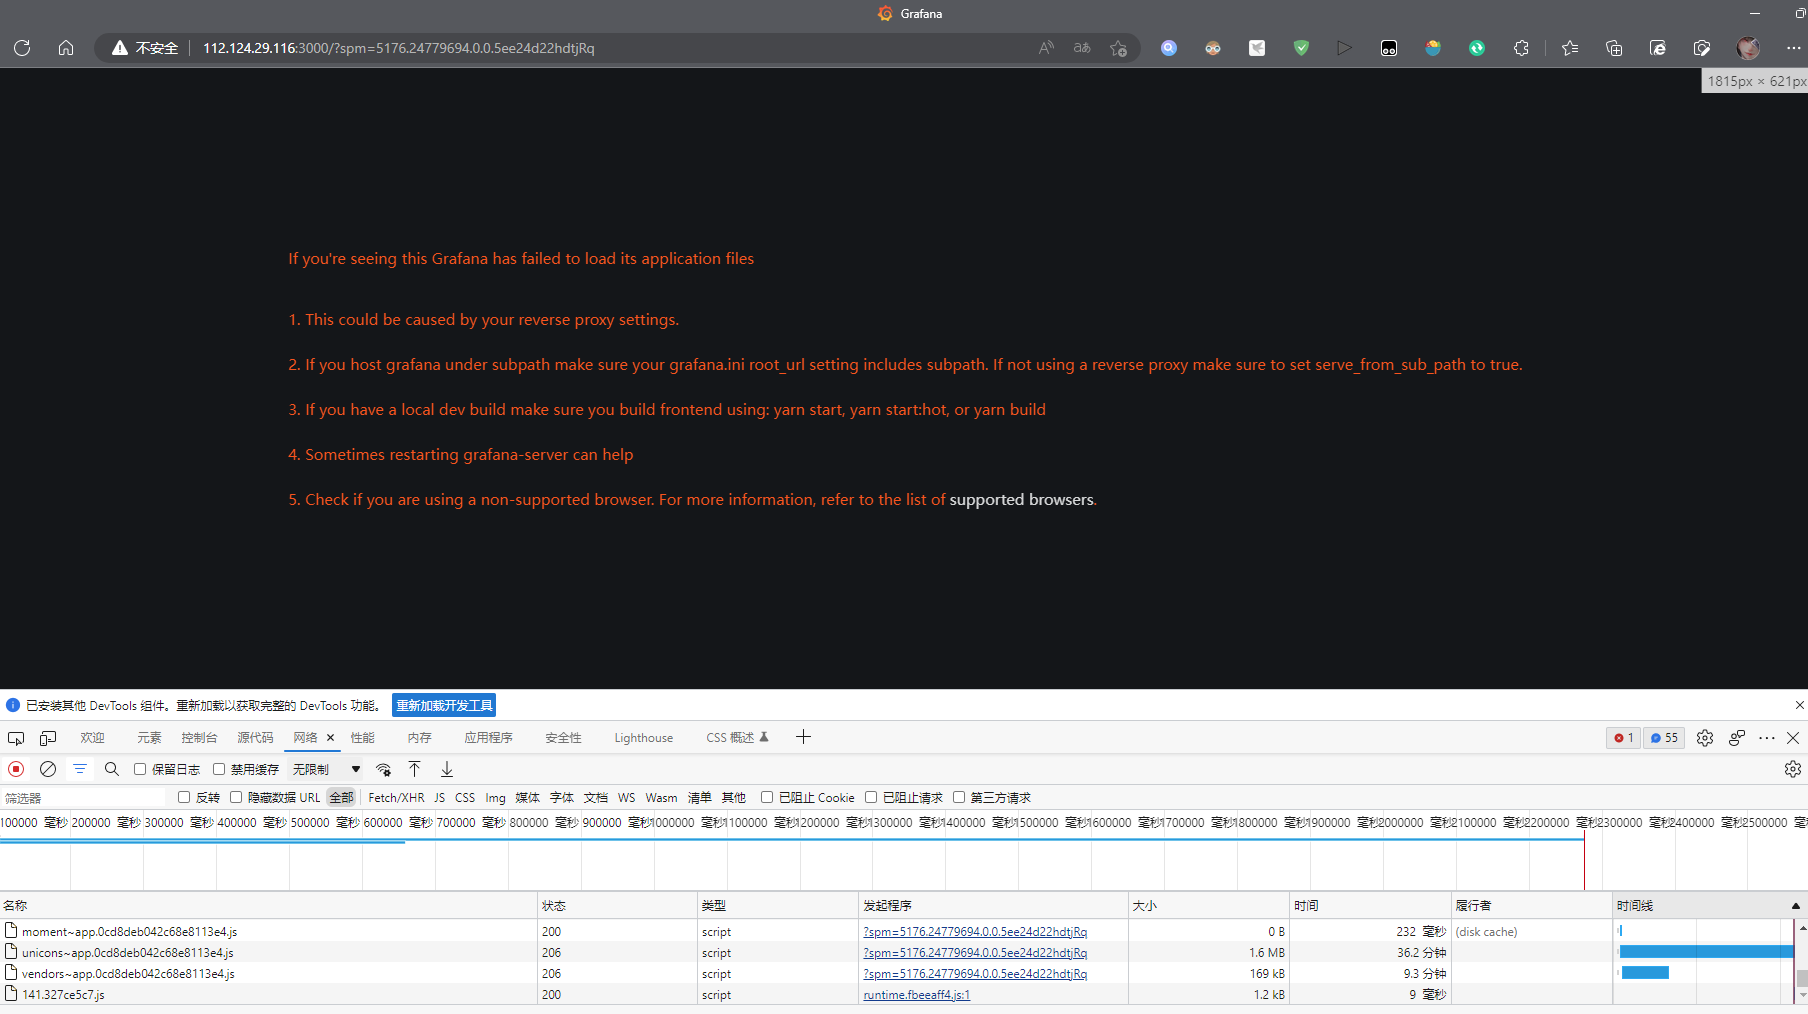 Grafana
不安全 112.124.29.116:3000/?spm=5176.24779694.0.0.5ee24d22hdtjRq
1815px × 621px
If you're seeing this Grafana has failed to load its application files
1. This could be caused by your reverse proxy settings.
2. If you host grafana under subpath make sure your grafana.ini root_url setting includes subpath. If not using a reverse proxy make sure to set serve_from_sub_path to true.
3. If you have a local dev build make sure you build frontend using: yarn start, yarn start:hot, or yarn build
4. Sometimes restarting grafana-server can help
5. Check if you are using a non-supported browser. For more information, refer to the list of supported browsers.
已安装其他 DevTools 组件。重新加载以获取完整的 DevTools 功能。 重新加载开发工具
欢迎 元素 控制台 源代码 网络 性能 内存 应用程序 安全性 Lighthouse CSS 概述 1 55
保留日志 禁用缓存 无限制
筛选器 反转 隐藏数据 URL 全部 Fetch/XHR JS CSS Img 媒体 字体 文档 WS Wasm 清单 其他 已阻止 Cookie 已阻止请求 第三方请求
100000 毫秒 200000 毫秒 300000 毫秒 400000 毫秒 500000 毫秒 600000 毫秒 700000 毫秒 800000 毫秒 900000 毫秒 1000000 毫秒 1100000 毫秒 1200000 毫秒 1300000 毫秒 1400000 毫秒 1500000 毫秒 1600000 毫秒 1700000 毫秒 1800000 毫秒 1900000 毫秒 2000000 毫秒 2100000 毫秒 2200000 毫秒 2300000 毫秒 2400000 毫秒 2500000 毫
名称 状态 类型 发起程序 大小 时间 履行者 时间线
moment~app.0cd8deb042c68e8113e4.js 200 script ?spm=5176.24779694.0.0.5ee24d22hdtjRq 0 B 232 毫秒 (disk cache)
unicons~app.0cd8deb042c68e8113e4.js 206 script ?spm=5176.24779694.0.0.5ee24d22hdtjRq 1.6 MB 36.2 分钟
vendors~app.0cd8deb042c68e8113e4.js 206 script ?spm=5176.24779694.0.0.5ee24d22hdtjRq 169 kB 9.3 分钟
141.327ce5c7.js 200 script runtime.fbeeaff4.js:1 1.2 kB 9 毫秒